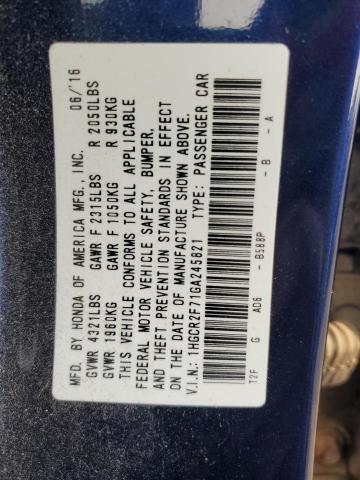 MFD. BY HONDA OF AMERICA MFG., INC. 06/'16
GVWR 4321LBS GAWR F 2315LBS R 2050LBS
GVWR 1960KG GAWR F 1050KG R 930KG
THIS VEHICLE CONFORMS TO ALL APPLICABLE
FEDERAL MOTOR VEHICLE SAFETY, BUMPER,
AND THEFT PREVENTION STANDARDS IN EFFECT
ON THE DATE OF MANUFACTURE SHOWN ABOVE.
V.I.N.: 1HGCR2F71GA245821 TYPE: PASSENGER CAR
T2F G AD6 - B588P - B - A